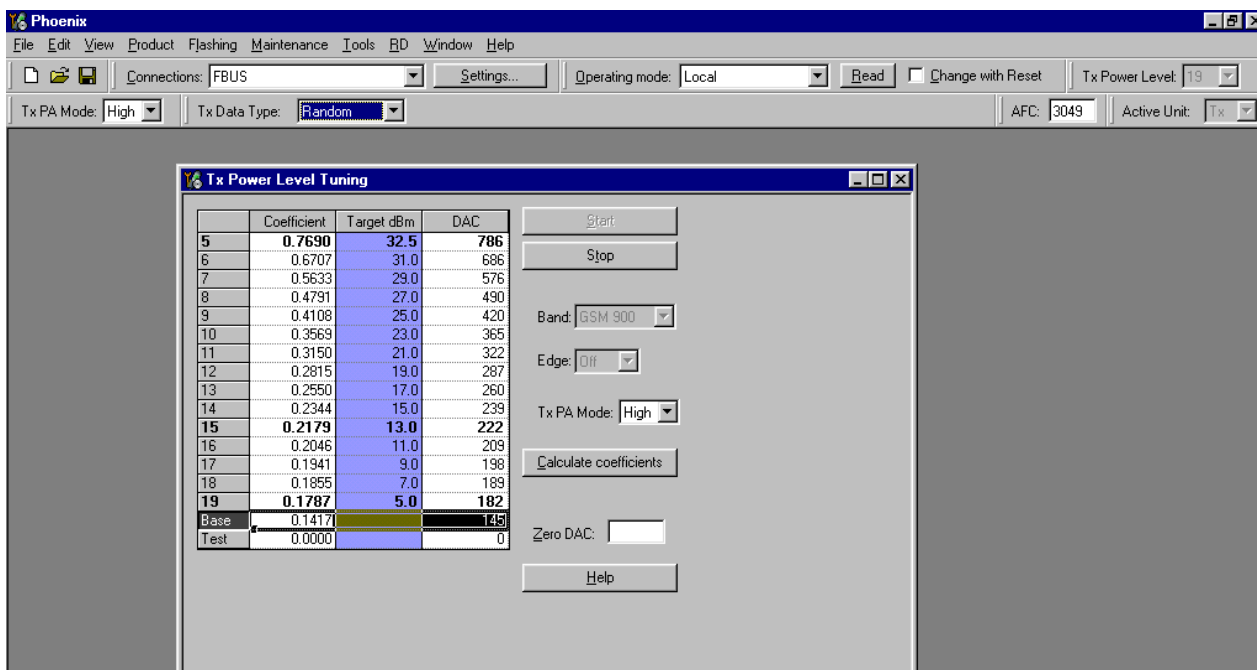 Phoenix
File Edit View Product Flashing Maintenance Tools RD Window Help
Connections: FBUS Settings... Operating mode: Local Read Change with Reset Tx Power Level: 19
Tx PA Mode: High Tx Data Type: Random AFC: 3049 Active Unit: Tx
Tx Power Level Tuning
Coefficient Target dBm DAC
5 0.7690 32.5 786
6 0.6707 31.0 686
7 0.5633 29.0 576
8 0.4791 27.0 490
9 0.4108 25.0 420
10 0.3569 23.0 365
11 0.3150 21.0 322
12 0.2815 19.0 287
13 0.2550 17.0 260
14 0.2344 15.0 239
15 0.2179 13.0 222
16 0.2046 11.0 209
17 0.1941 9.0 198
18 0.1855 7.0 189
19 0.1787 5.0 182
Base 0.1417 145
Test 0.0000 0
Start
Stop
Band: GSM 900
Edge: Off
Tx PA Mode: High
Calculate coefficients
Zero DAC:
Help